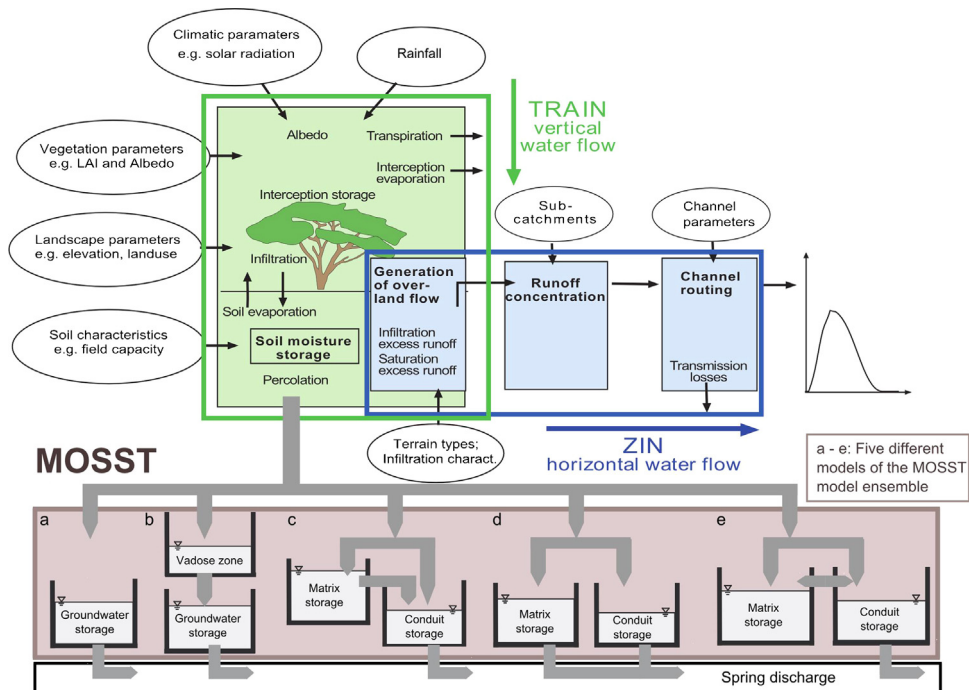 Climatic paramaters
e.g. solar radiation
Rainfall
TRAIN
vertical
water flow
Albedo
Transpiration
Vegetation parameters
e.g. LAI and Albedo
Interception
evaporation
Interception storage
Sub-
catchments
Channel
parameters
Landscape parameters
e.g. elevation, landuse
Infiltration
Generation
of over-
land flow
Runoff
concentration
Channel
routing
Soil evaporation
Soil characteristics
e.g. field capacity
Soil moisture
storage
Infiltration
excess runoff
Saturation
excess runoff
Transmission
losses
Percolation
Terrain types;
Infiltration charact.
ZIN
horizontal water flow
MOSST
a - e: Five different
models of the MOSST
model ensemble
a
b
c
d
e
Vadose zone
Groundwater
storage
Groundwater
storage
Matrix
storage
Conduit
storage
Matrix
storage
Conduit
storage
Matrix
storage
Conduit
storage
Spring discharge